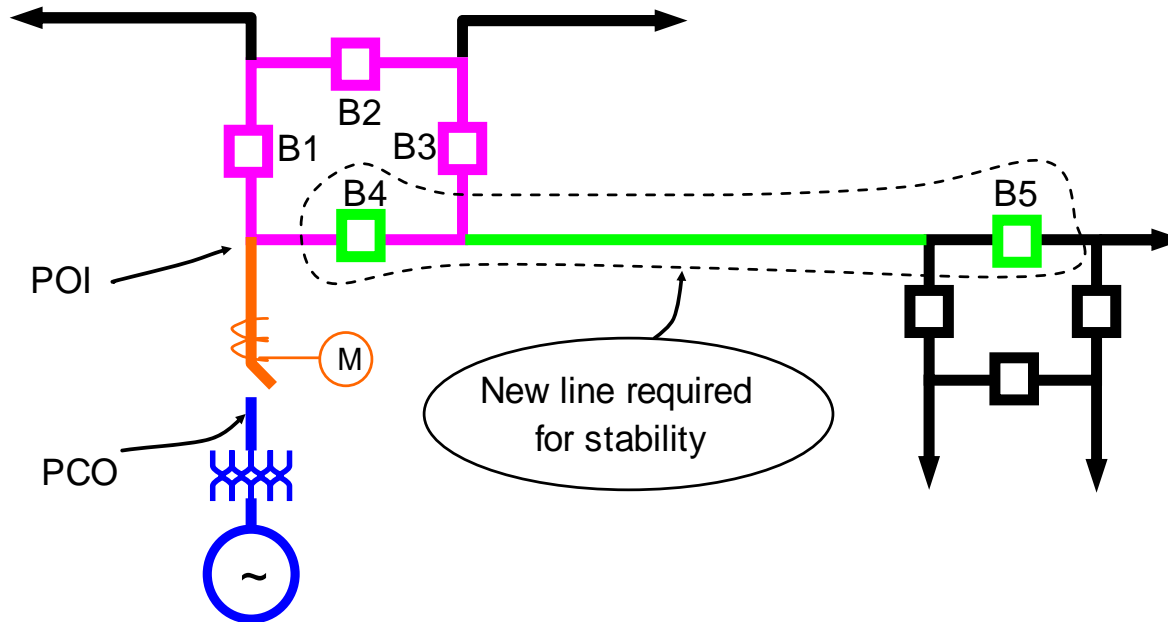 B2
B1
B3
B4
B5
POI
M
New line required
for stability
PCO
~